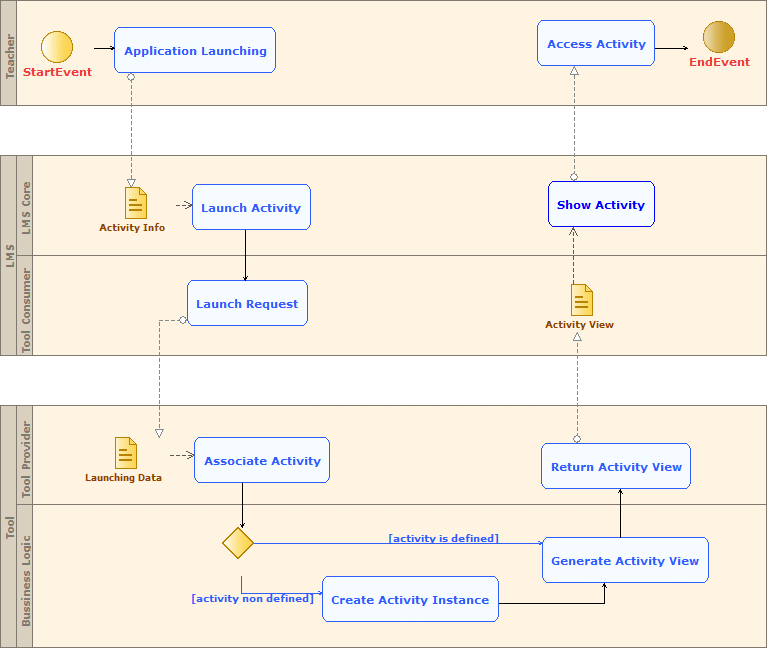 Teacher
StartEvent
Application Launching
Access Activity
EndEvent
LMS
LMS Core
Activity Info
Launch Activity
Show Activity
Tool Consumer
Launch Request
Activity View
Tool
Tool Provider
Launching Data
Associate Activity
Return Activity View
Bussiness Logic
[activity is defined]
Generate Activity View
[activity non defined]
Create Activity Instance